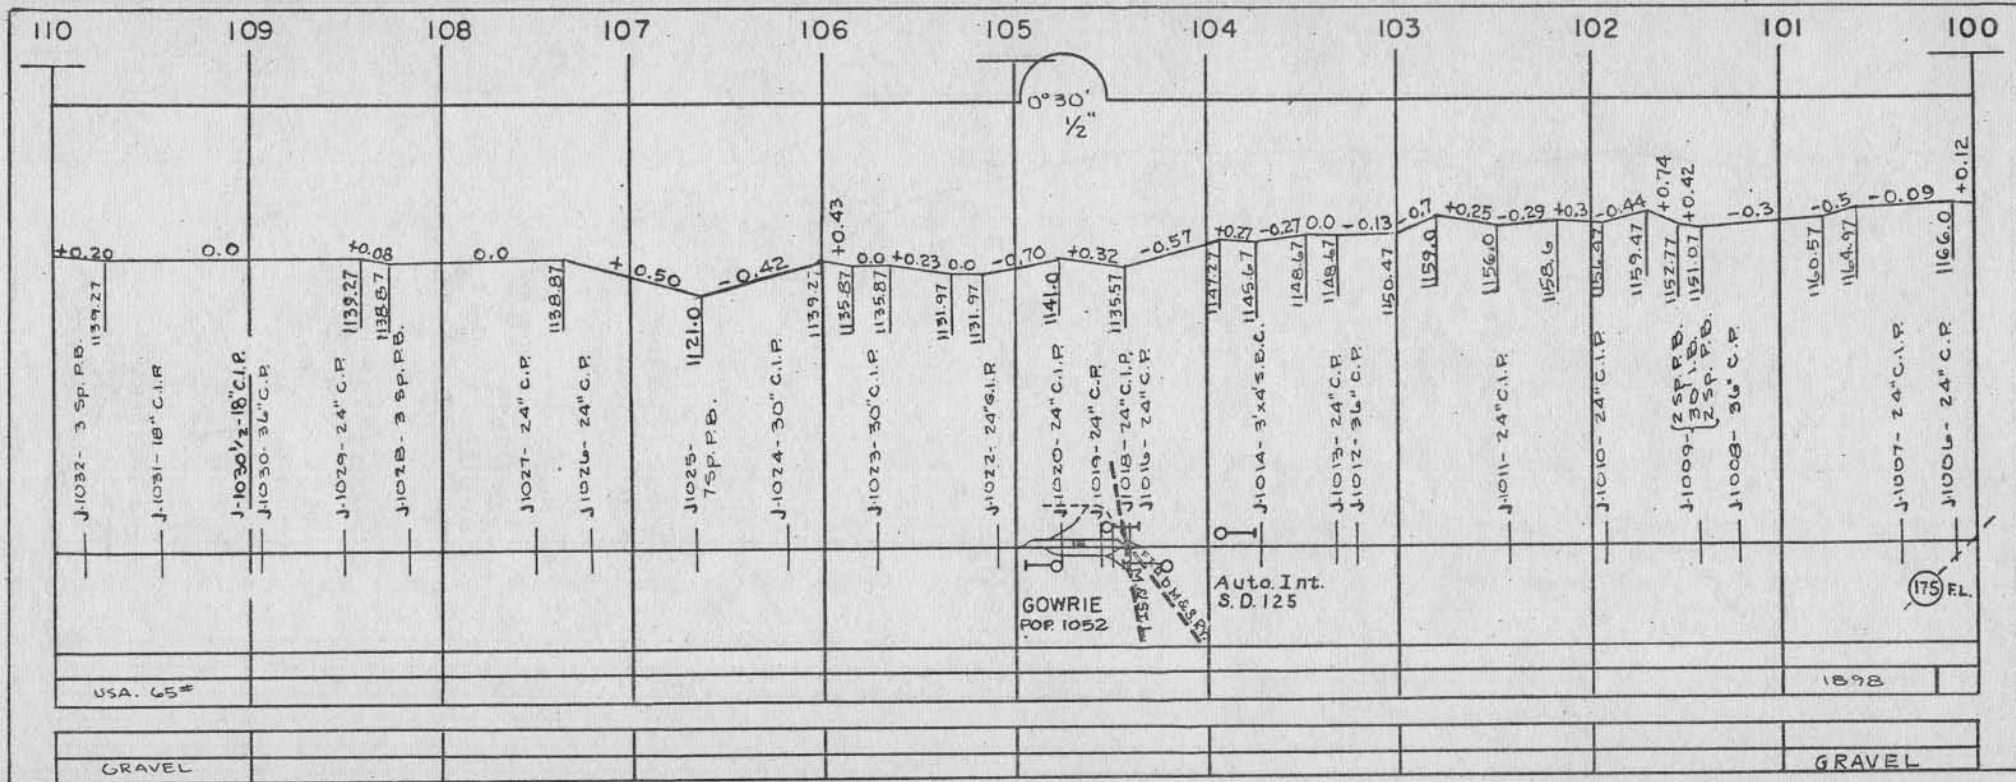 110 109 108 107 106 105 104 103 102 101 100
0°30'
1/2"
+0.20 0.0 +0.08 0.0 +0.50 -0.42 +0.43 0.0 +0.23 0.0 -0.70 +0.32 -0.57 +0.27 -0.27 0.0 -0.13 -0.7 +0.25 -0.29 +0.3 -0.44 +0.74 +0.42 -0.3 -0.5 -0.09 +0.12
1139.27 1139.27 1138.87 1138.87 1121.0 1139.27 1135.87 1135.87 1131.97 1131.97 1141.0 1135.57 1147.27 1145.67 1148.67 1148.67 1150.47 1159.0 1156.0 1158.6 1156.47 1159.47 1152.77 1151.07 1160.57 1164.97 1166.0
J-1032- 3 Sp. P.B.
J-1031- 18" C.I.P.
J-1030½-18"C.I.P.
J-1030- 36" C.P.
J-1029- 24" C.P.
J-1028- 3 Sp. P.B.
J-1027- 24" C.P.
J-1026- 24" C.P.
J-1025-
7 Sp. P.B.
J-1024- 30" C.I.P.
J-1023- 30" C.I.P.
J-1022- 24"
J-1020- 24" C.I.P.
J-1019- 24" C.P.
J-1018- 24" C.I.P.
J-1016- 24" C.P.
J-1014- 3'x4' S.B.C.
J-1013- 24" C.P.
J-1012- 36" C.P.
J-1011- 24" C.I.P.
J-1010- 24" C.I.P.
J-1009-
2 Sp. P.B.
30' I.B.
2 Sp. P.B.
J-1008- 36" C.P.
J-1007- 24" C.I.P.
J-1006- 24" C.P.
GOWRIE
POP. 1052
M.&ST.L.
F.T.D.D.M.&S.RY.
Auto. Int.
S.D. 125
175 F.L.
USA. 65# 1898
GRAVEL GRAVEL